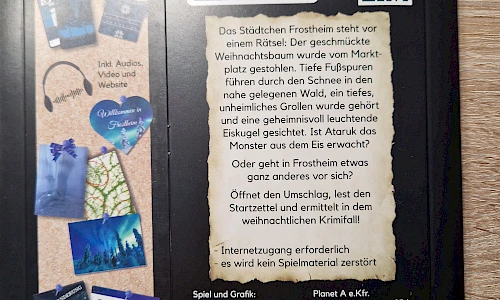 Inkl. Audios,
Video und
Website
Willkommen in
Frostheim
Das Städtchen Frostheim steht vor
einem Rätsel: Der geschmückte
Weihnachtsbaum wurde vom Markt-
platz gestohlen. Tiefe Fußspuren
führen durch den Schnee in den
nahe gelegenen Wald, ein tiefes,
unheimliches Grollen wurde gehört
und eine geheimnisvoll leuchtende
Eiskugel gesichtet. Ist Ataruk das
Monster aus dem Eis erwacht?
Oder geht in Frostheim etwas
ganz anderes vor sich?
Öffnet den Umschlag, lest den
Startzettel und ermittelt in dem
weihnachtlichen Krimifall!
- Internetzugang erforderlich
- es wird kein Spielmaterial zerstört
Spiel und Grafik:
Planet A e.Kfr.